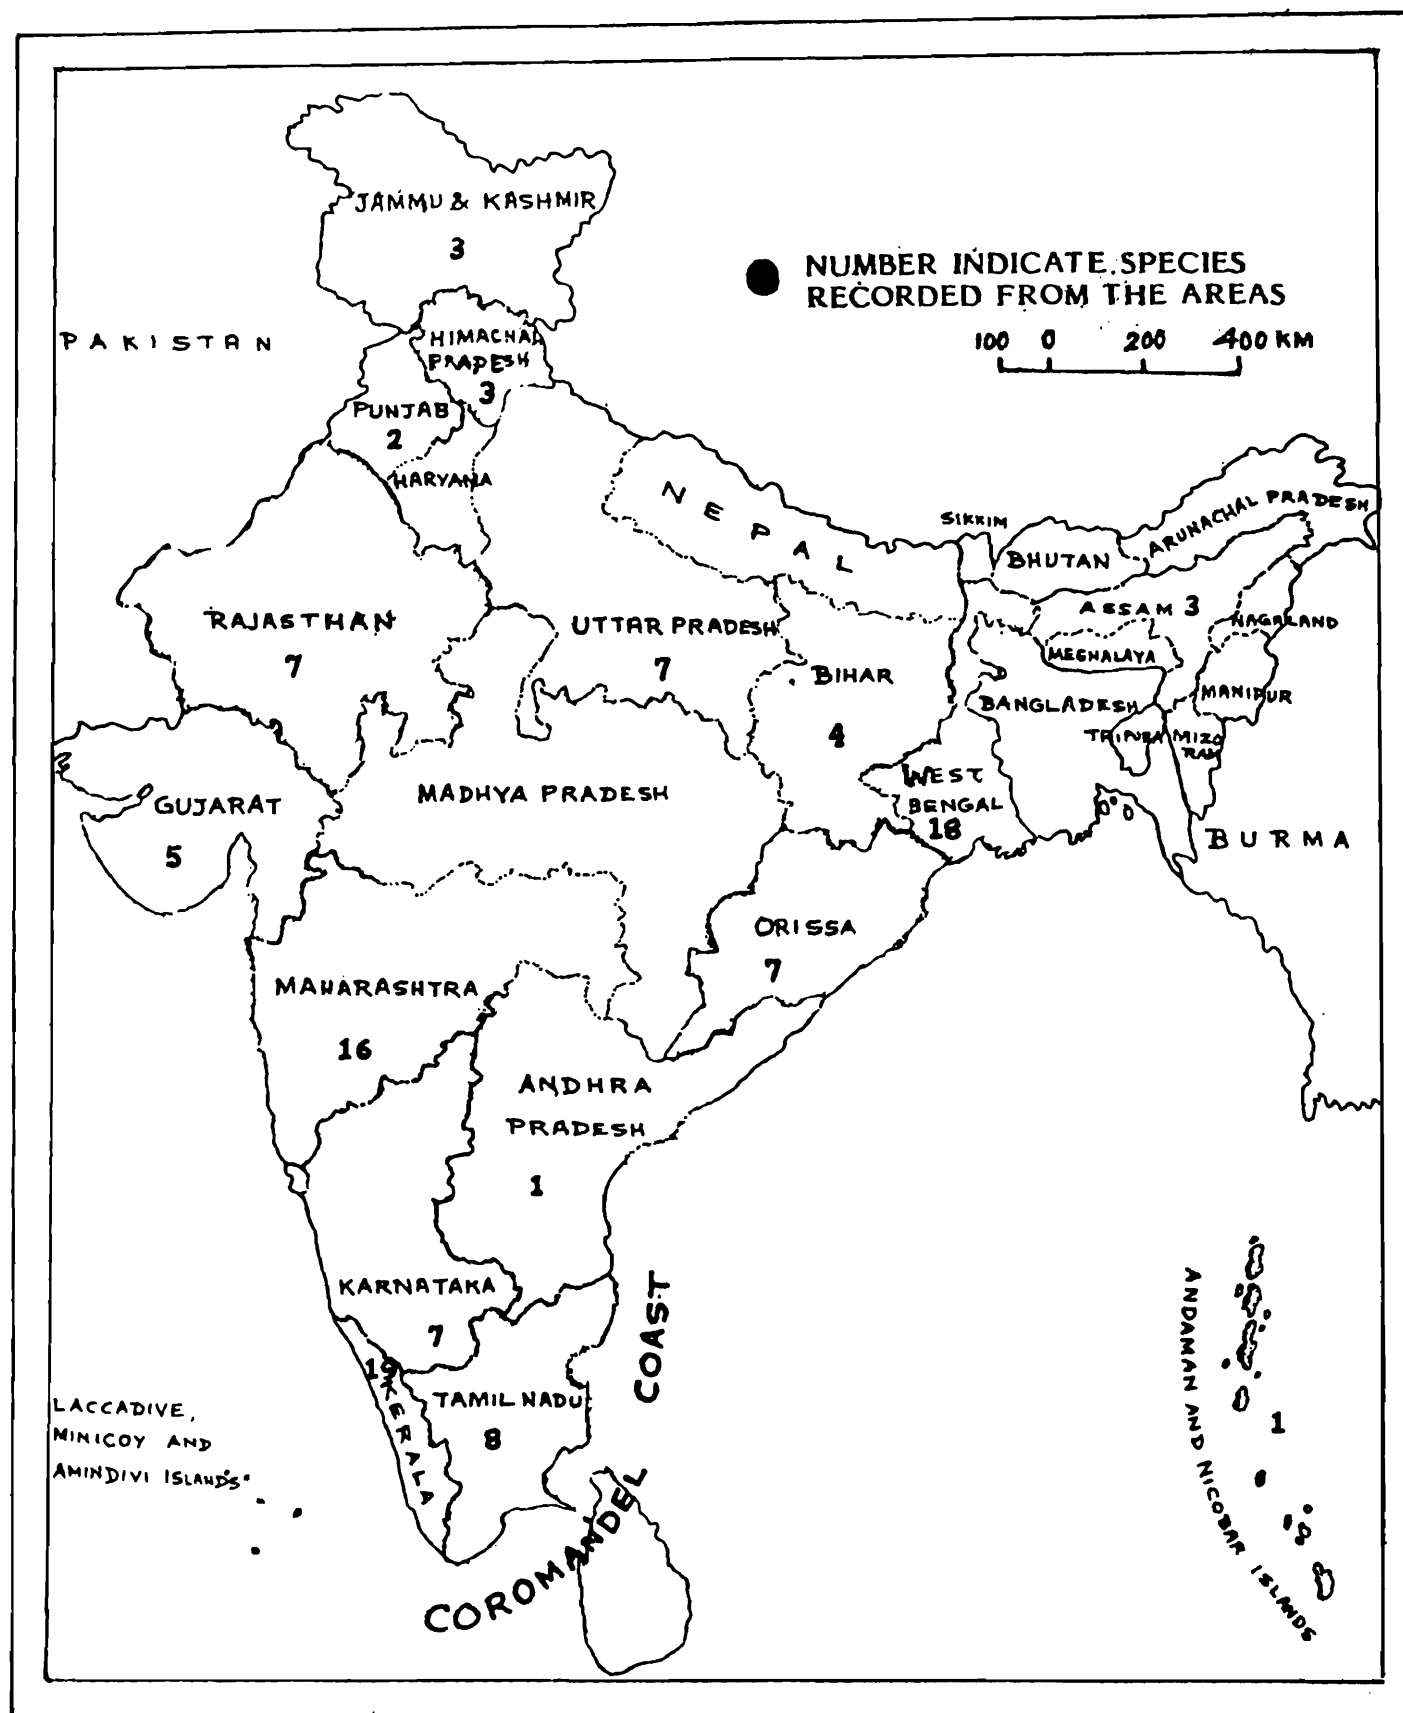 JAMMU & KASHMIR
3
NUMBER INDICATE SPECIES
RECORDED FROM THE AREAS
100 0 200 400 KM
PAKISTAN
HIMACHAL
PRADESH
3
PUNJAB
2
HARYANA
NEPAL
SIKKIM
BHUTAN
ARUNACHAL PRADESH
ASSAM 3
NAGALAND
MEGHALAYA
MANIPUR
RAJASTHAN
7
UTTAR PRADESH
7
BIHAR
4
BANGLADESH
TRIPURA
MIZO
RAM
WEST
BENGAL
18
BURMA
GUJARAT
5
MADHYA PRADESH
ORISSA
7
MAHARASHTRA
16
ANDHRA
PRADESH
1
KARNATAKA
7
19
KERALA
TAMIL NADU
8
COROMANDEL COAST
LACCADIVE,
MINICOY AND
AMINDIVI ISLANDS
ANDAMAN AND NICOBAR ISLANDS
1